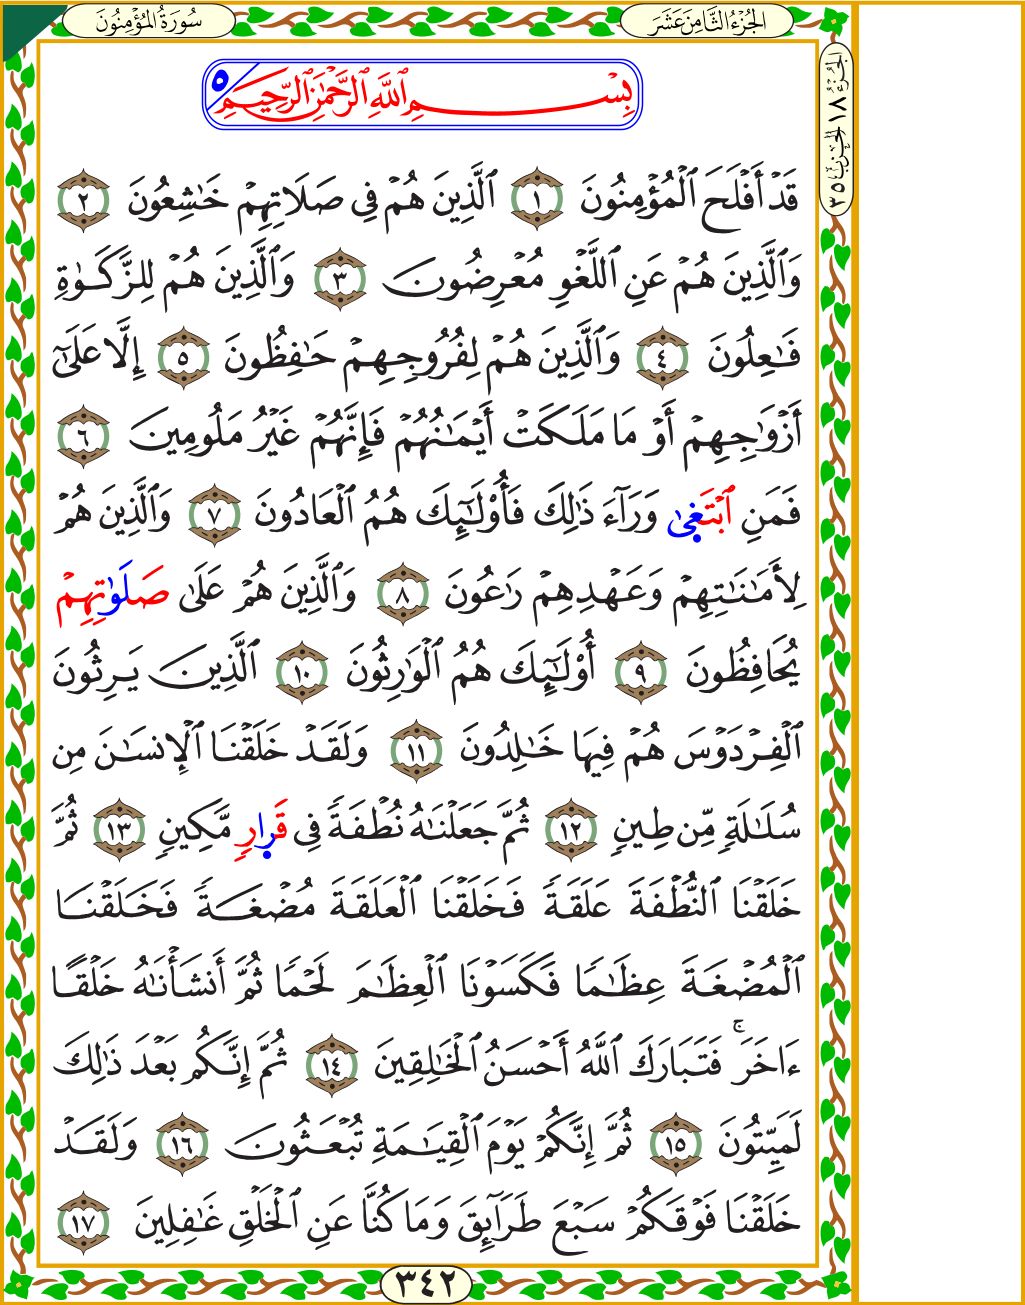 سُورَةُ المُؤْمِنُونَ
الجُزْءُ الثَّامِنَ عَشَرَ
الجزء ١٨ الحزب ٣٥
بِسْمِ ٱللَّهِ ٱلرَّحْمَٰنِ ٱلرَّحِيمِ ٥
قَدْ أَفْلَحَ ٱلْمُؤْمِنُونَ ١ ٱلَّذِينَ هُمْ فِي صَلَاتِهِمْ خَٰشِعُونَ ٢
وَٱلَّذِينَ هُمْ عَنِ ٱللَّغْوِ مُعْرِضُونَ ٣ وَٱلَّذِينَ هُمْ لِلزَّكَوٰةِ
فَٰعِلُونَ ٤ وَٱلَّذِينَ هُمْ لِفُرُوجِهِمْ حَٰفِظُونَ ٥ إِلَّا عَلَىٰٓ
أَزْوَٰجِهِمْ أَوْ مَا مَلَكَتْ أَيْمَٰنُهُمْ فَإِنَّهُمْ غَيْرُ مَلُومِينَ ٦
فَمَنِ ٱبْتَغَىٰ وَرَآءَ ذَٰلِكَ فَأُو۟لَٰٓئِكَ هُمُ ٱلْعَادُونَ ٧ وَٱلَّذِينَ هُمْ
لِأَمَٰنَٰتِهِمْ وَعَهْدِهِمْ رَٰعُونَ ٨ وَٱلَّذِينَ هُمْ عَلَىٰ صَلَوَٰتِهِمْ
يُحَافِظُونَ ٩ أُو۟لَٰٓئِكَ هُمُ ٱلْوَٰرِثُونَ ١٠ ٱلَّذِينَ يَرِثُونَ
ٱلْفِرْدَوْسَ هُمْ فِيهَا خَٰلِدُونَ ١١ وَلَقَدْ خَلَقْنَا ٱلْإِنسَٰنَ مِن
سُلَٰلَةٍ مِّن طِينٍ ١٢ ثُمَّ جَعَلْنَٰهُ نُطْفَةً فِي قَرَارٍ مَّكِينٍ ١٣ ثُمَّ
خَلَقْنَا ٱلنُّطْفَةَ عَلَقَةً فَخَلَقْنَا ٱلْعَلَقَةَ مُضْغَةً فَخَلَقْنَا
ٱلْمُضْغَةَ عِظَٰمًا فَكَسَوْنَا ٱلْعِظَٰمَ لَحْمًا ثُمَّ أَنشَأْنَٰهُ خَلْقًا
ءَاخَرَ ۚ فَتَبَارَكَ ٱللَّهُ أَحْسَنُ ٱلْخَٰلِقِينَ ١٤ ثُمَّ إِنَّكُم بَعْدَ ذَٰلِكَ
لَمَيِّتُونَ ١٥ ثُمَّ إِنَّكُمْ يَوْمَ ٱلْقِيَٰمَةِ تُبْعَثُونَ ١٦ وَلَقَدْ
خَلَقْنَا فَوْقَكُمْ سَبْعَ طَرَآئِقَ وَمَا كُنَّا عَنِ ٱلْخَلْقِ غَٰفِلِينَ ١٧
٣٤٢